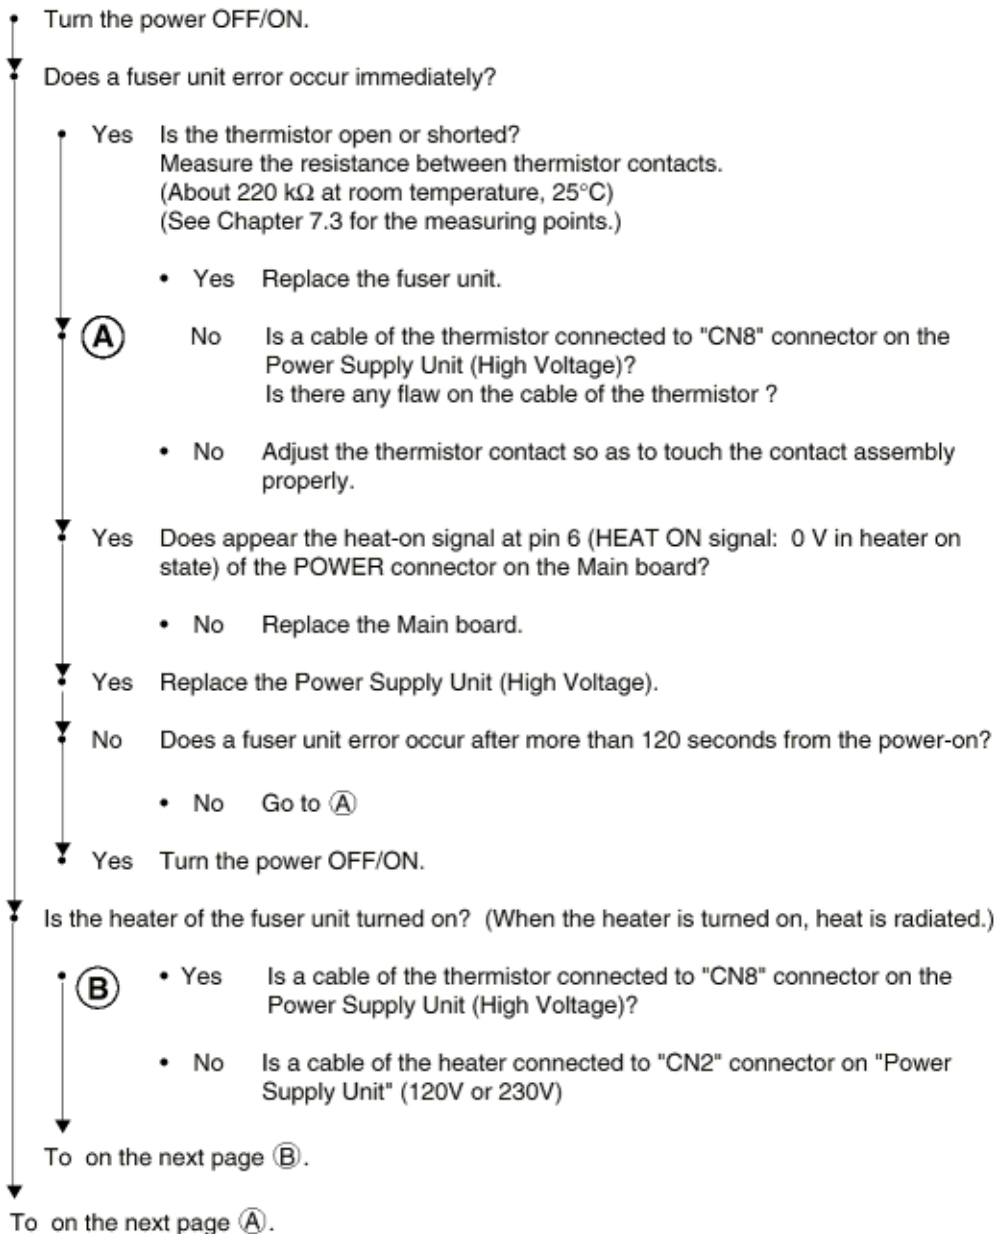 • Turn the power OFF/ON.
Does a fuser unit error occur immediately?
• Yes Is the thermistor open or shorted?
Measure the resistance between thermistor contacts.
(About 220 kΩ at room temperature, 25°C)
(See Chapter 7.3 for the measuring points.)
• Yes Replace the fuser unit.
Ⓐ No Is a cable of the thermistor connected to "CN8" connector on the
Power Supply Unit (High Voltage)?
Is there any flaw on the cable of the thermistor ?
• No Adjust the thermistor contact so as to touch the contact assembly
properly.
Yes Does appear the heat-on signal at pin 6 (HEAT ON signal: 0 V in heater on
state) of the POWER connector on the Main board?
• No Replace the Main board.
Yes Replace the Power Supply Unit (High Voltage).
No Does a fuser unit error occur after more than 120 seconds from the power-on?
• No Go to Ⓐ
Yes Turn the power OFF/ON.
Is the heater of the fuser unit turned on? (When the heater is turned on, heat is radiated.)
• Ⓑ • Yes Is a cable of the thermistor connected to "CN8" connector on the
Power Supply Unit (High Voltage)?
• No Is a cable of the heater connected to "CN2" connector on "Power
Supply Unit" (120V or 230V)
To on the next page Ⓑ.
To on the next page Ⓐ.